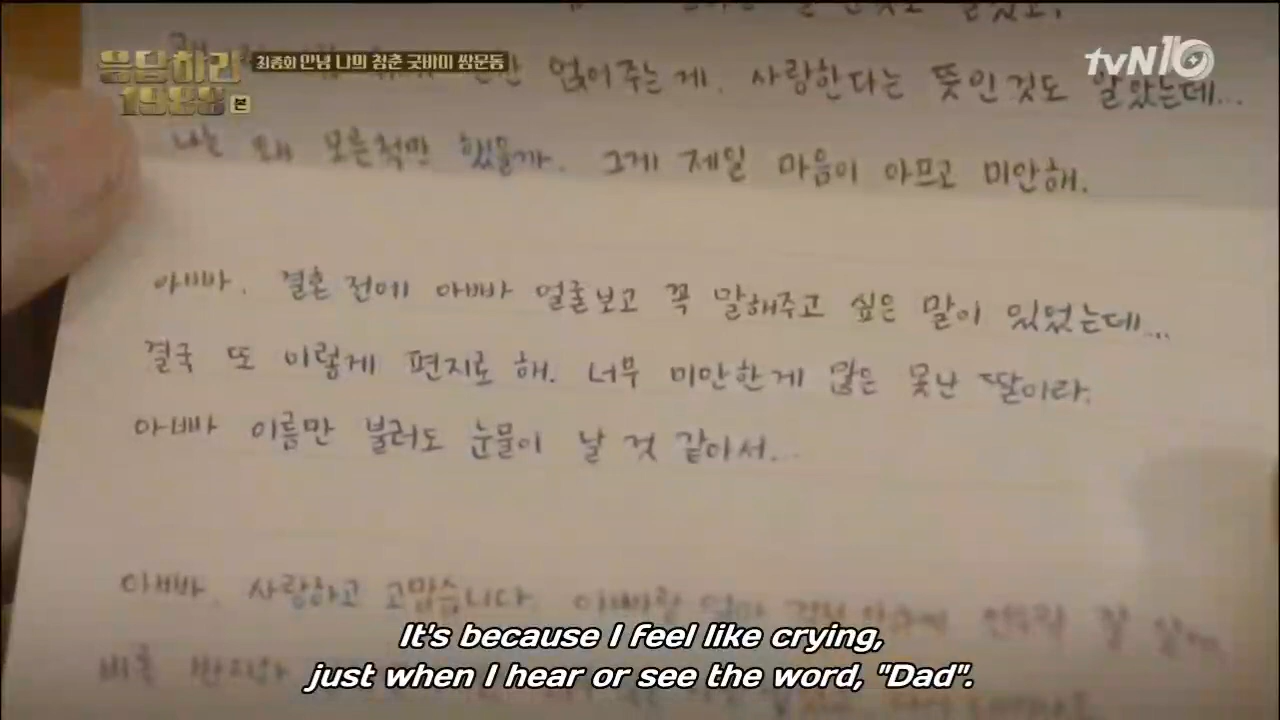 응답하라 1988 본
최종회 안녕 나의 청춘 굿바이 쌍문동
tvN10
얹어주는게, 사랑한다는 뜻인것도 알았는데...
나는 왜 모른척만 했을까. 그게 제일 마음이 아프고 미안해.
아빠. 결혼 전에 아빠 얼굴보고 꼭 말해주고 싶은 말이 있었는데...
결국 또 이렇게 편지로 해. 너무 미안한게 많은 못난 딸이라.
아빠 이름만 불러도 눈물이 날 것 같아서...
아빠. 사랑하고 고맙습니다. 잘
It's because I feel like crying,
just when I hear or see the word, "Dad".